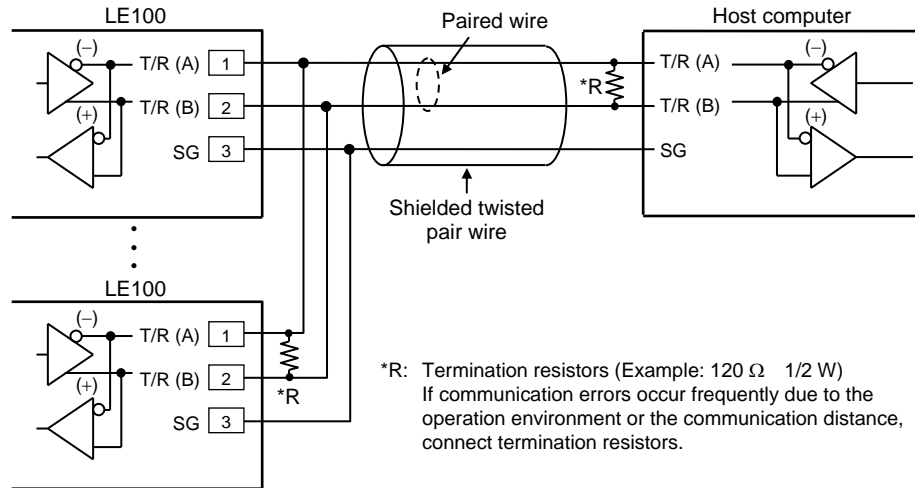 LE100
Paired wire
Host computer
(−)
T/R (A) 1
T/R (B) 2
(+)
SG 3
*R
T/R (A)
(−)
T/R (B)
(+)
SG
Shielded twisted
pair wire
LE100
(−)
T/R (A) 1
(+)
T/R (B) 2
*R
SG 3
*R: Termination resistors (Example: 120 Ω 1/2 W)
If communication errors occur frequently due to the
operation environment or the communication distance,
connect termination resistors.